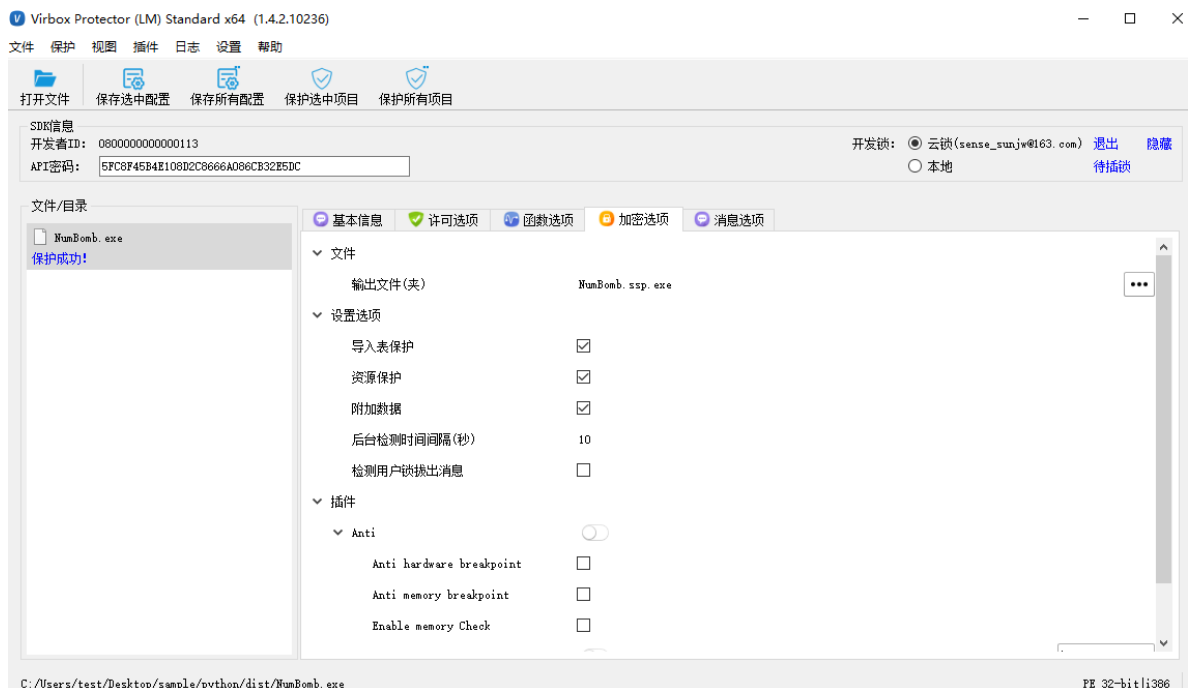 Virbox Protector (LM) Standard x64 (1.4.2.10236)
文件 保护 视图 插件 日志 设置 帮助
打开文件 保存选中配置 保存所有配置 保护选中项目 保护所有项目
SDK信息
开发者ID: 0800000000000113 开发锁: 云锁(sense_sunjw@163.com) 退出 隐藏
API密码: 5FC8F45B4E108D2C8666A086CB32E5DC 本地 待插锁
文件/目录
NumBomb.exe
保护成功!
基本信息 许可选项 函数选项 加密选项 消息选项
文件
输出文件(夹) NumBomb.ssp.exe
设置选项
导入表保护
资源保护
附加数据
后台检测时间间隔(秒) 10
检测用户锁拔出消息
插件
Anti
Anti hardware breakpoint
Anti memory breakpoint
Enable memory Check
C:/Users/test/Desktop/sample/python/dist/NumBomb.exe PE 32-bit|i386